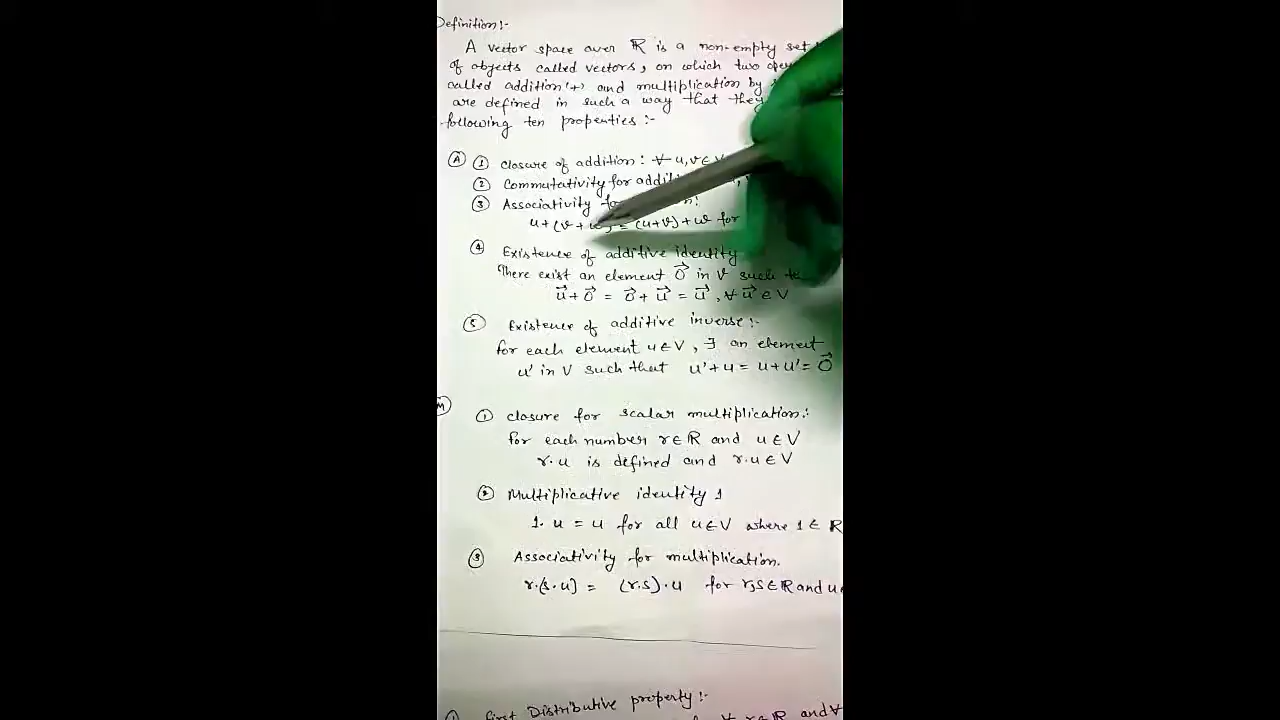 Definition:-
A vector space over ℝ is a non-empty set
of objects called vectors, on which two
called addition '+' and multiplication by
are defined in such a way that they
following ten properties :-
Ⓐ ① Closure of addition : ∀ u,v∈V
② Commutativity for
③ Associativity
u+(v+w) = (u+v)+w for
④ Existence of additive identity
There exist an element 0⃗ in V such
u⃗+0⃗ = 0⃗+u⃗ = u⃗, ∀ u⃗∈V
⑤ Existence of additive inverse:-
for each element u∈V, ∃ an element
u' in V such that u'+u = u+u' = 0⃗
Ⓜ ① closure for scalar multiplication:-
for each number r∈ℝ and u∈V
r·u is defined and r.u∈V
② Multiplicative identity 1
1. u = u for all u∈V where 1∈ℝ
③ Associativity for multiplication.
r.(s.u) = (r.s).u for r,s∈ℝ and
① first Distributive property:-